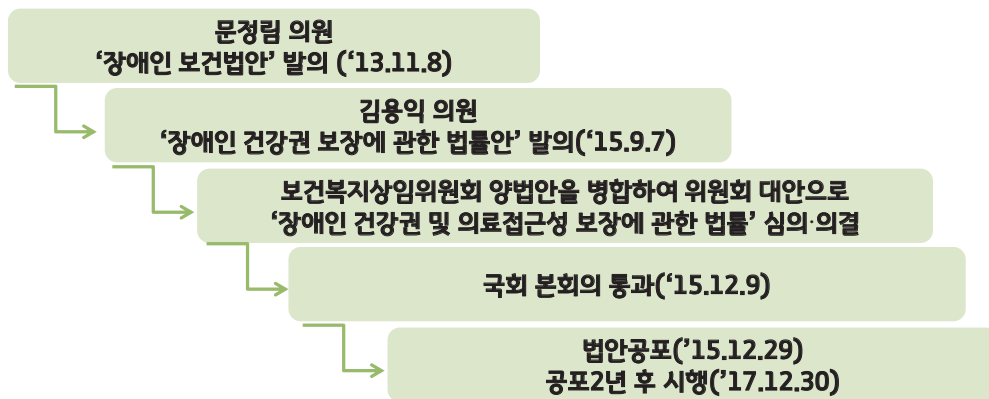 문정림 의원
‘장애인 보건법안’ 발의 (‘13.11.8)
김용익 의원
‘장애인 건강권 보장에 관한 법률안’ 발의(‘15.9.7)
보건복지상임위원회 양법안을 병합하여 위원회 대안으로
‘장애인 건강권 및 의료접근성 보장에 관한 법률’ 심의·의결
국회 본회의 통과(‘15.12.9)
법안공포(’15.12.29)
공포2년 후 시행(’17.12.30)